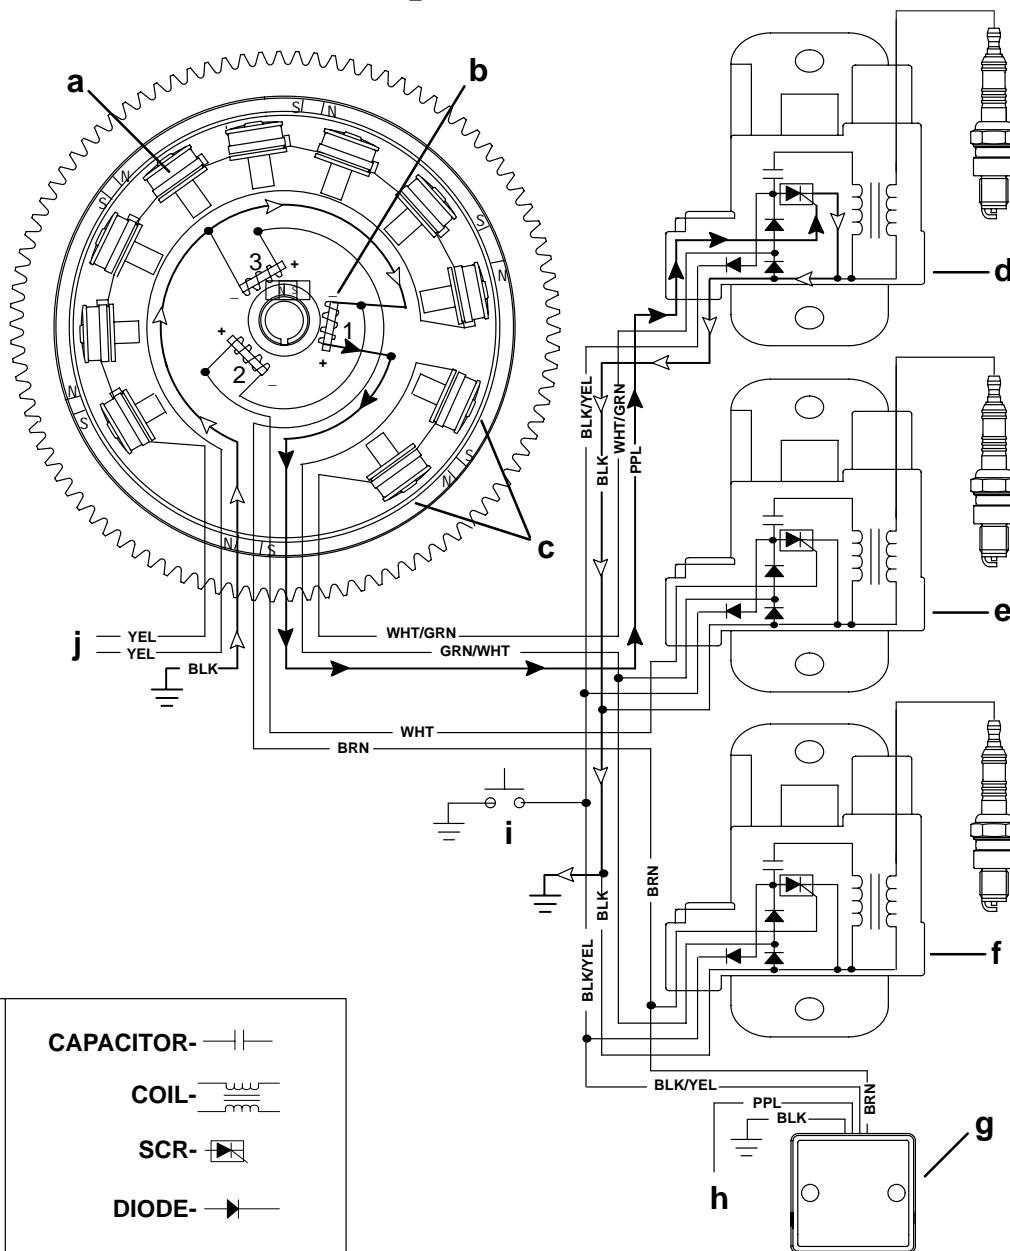 a
b
S N
N
S
S
N
3
+
−
N S
−
1
+
+
2
−
N
S
S
N
N
S
c
d
BLK/YEL
WHT/GRN
BLK
PPL
e
j
YEL
YEL
BLK
WHT/GRN
GRN/WHT
WHT
BRN
i
BRN
BLK
BLK/YEL
f
CAPACITOR-
COIL-
SCR-
DIODE-
BLK/YEL
BRN
PPL
BLK
g
h